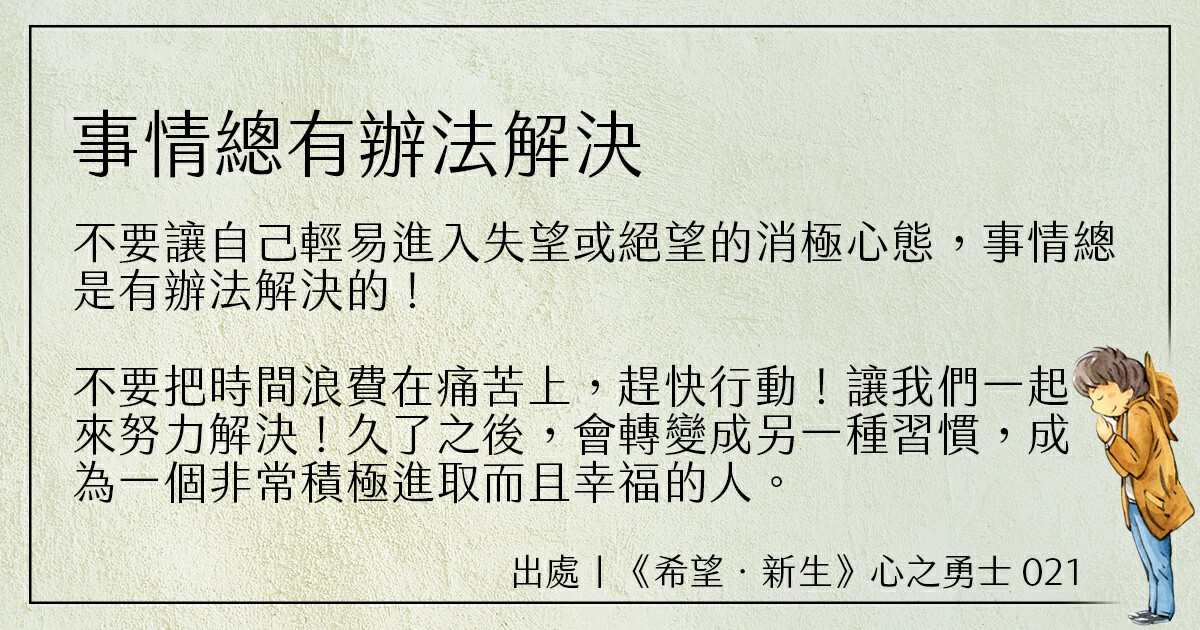 事情總有辦法解決
不要讓自己輕易進入失望或絕望的消極心態，事情總
是有辦法解決的！
不要把時間浪費在痛苦上，趕快行動！讓我們一起
來努力解決！久了之後，會轉變成另一種習慣，成
為一個非常積極進取而且幸福的人。
出處｜《希望．新生》心之勇士 021